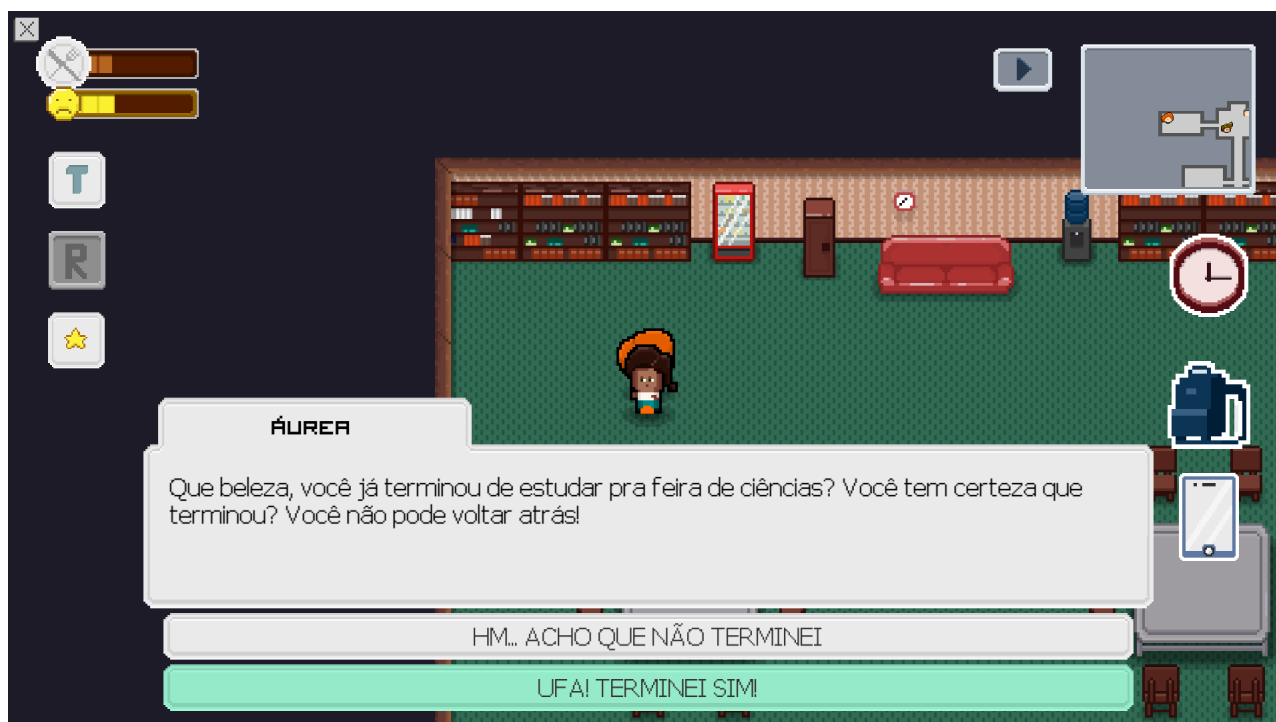 T
R
ÁUREA
Que beleza, você já terminou de estudar pra feira de ciências? Você tem certeza que
terminou? Você não pode voltar atrás!
HM... ACHO QUE NÃO TERMINEI
UFA! TERMINEI SIM!